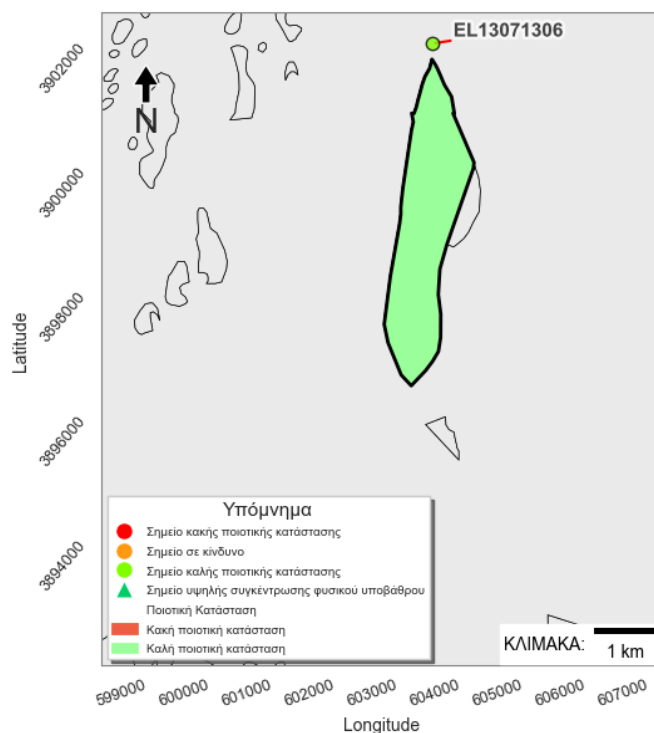 EL13071306
N
3902000
3900000
3898000
3896000
3894000
Latitude
Υπόμνημα
Σημείο κακής ποιοτικής κατάστασης
Σημείο σε κίνδυνο
Σημείο καλής ποιοτικής κατάστασης
Σημείο υψηλής συγκέντρωσης φυσικού υποβάθρου
Ποιοτική Κατάσταση
Κακή ποιοτική κατάσταση
Καλή ποιοτική κατάσταση
ΚΛΙΜΑΚΑ:
1 km
599000 600000 601000 602000 603000 604000 605000 606000 607000
Longitude